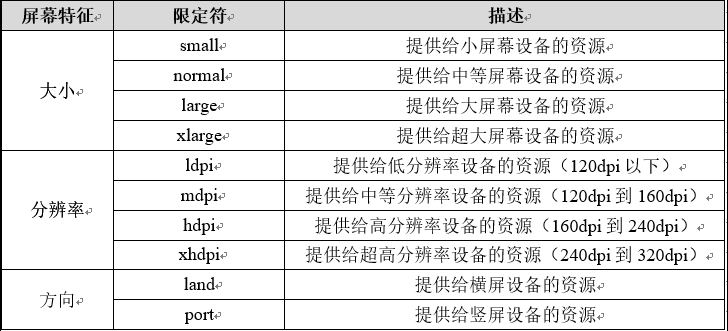 屏幕特征 限定符 描述
大小 small 提供给小屏幕设备的资源
normal 提供给中等屏幕设备的资源
large 提供给大屏幕设备的资源
xlarge 提供给超大屏幕设备的资源
分辨率 ldpi 提供给低分辨率设备的资源（120dpi 以下）
mdpi 提供给中等分辨率设备的资源（120dpi 到 160dpi）
hdpi 提供给高分辨率设备的资源（160dpi 到 240dpi）
xhdpi 提供给超高分辨率设备的资源（240dpi 到 320dpi）
方向 land 提供给横屏设备的资源
port 提供给竖屏设备的资源